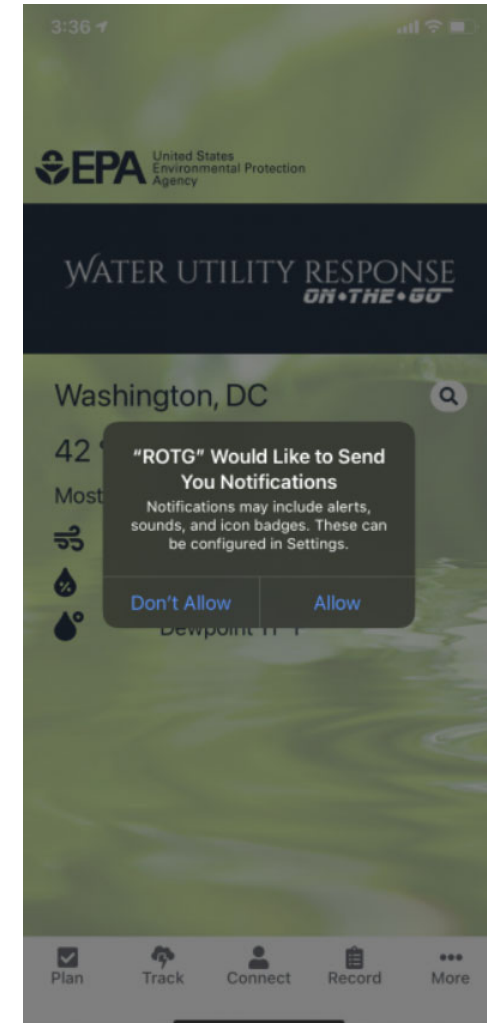 3:36
EPA
United States
Environmental Protection
Agency
WATER UTILITY RESPONSE
ON•THE•GO
Washington, DC
42 °
Most
"ROTG" Would Like to Send
You Notifications
Notifications may include alerts,
sounds, and icon badges. These can
be configured in Settings.
Don't Allow
Allow
Dewpoint
Plan
Track
Connect
Record
More